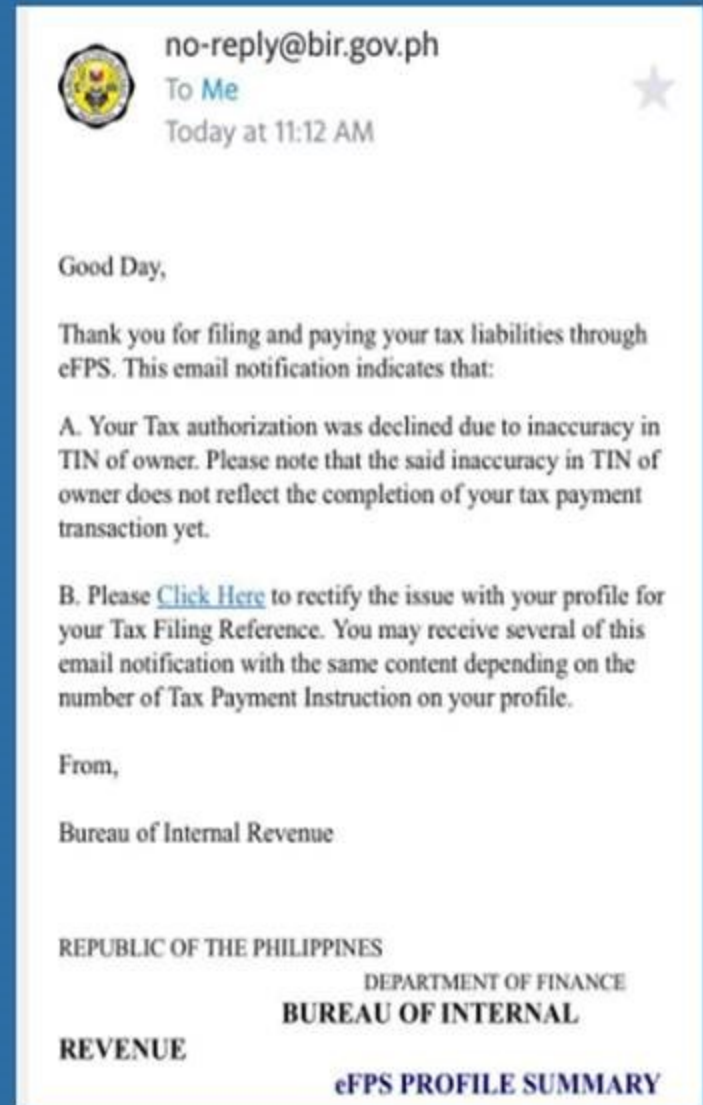 no-reply@bir.gov.ph
To Me
Today at 11:12 AM
Good Day,
Thank you for filing and paying your tax liabilities through
eFPS. This email notification indicates that:
A. Your Tax authorization was declined due to inaccuracy in
TIN of owner. Please note that the said inaccuracy in TIN of
owner does not reflect the completion of your tax payment
transaction yet.
B. Please Click Here to rectify the issue with your profile for
your Tax Filing Reference. You may receive several of this
email notification with the same content depending on the
number of Tax Payment Instruction on your profile.
From,
Bureau of Internal Revenue
REPUBLIC OF THE PHILIPPINES
DEPARTMENT OF FINANCE
BUREAU OF INTERNAL
REVENUE
eFPS PROFILE SUMMARY